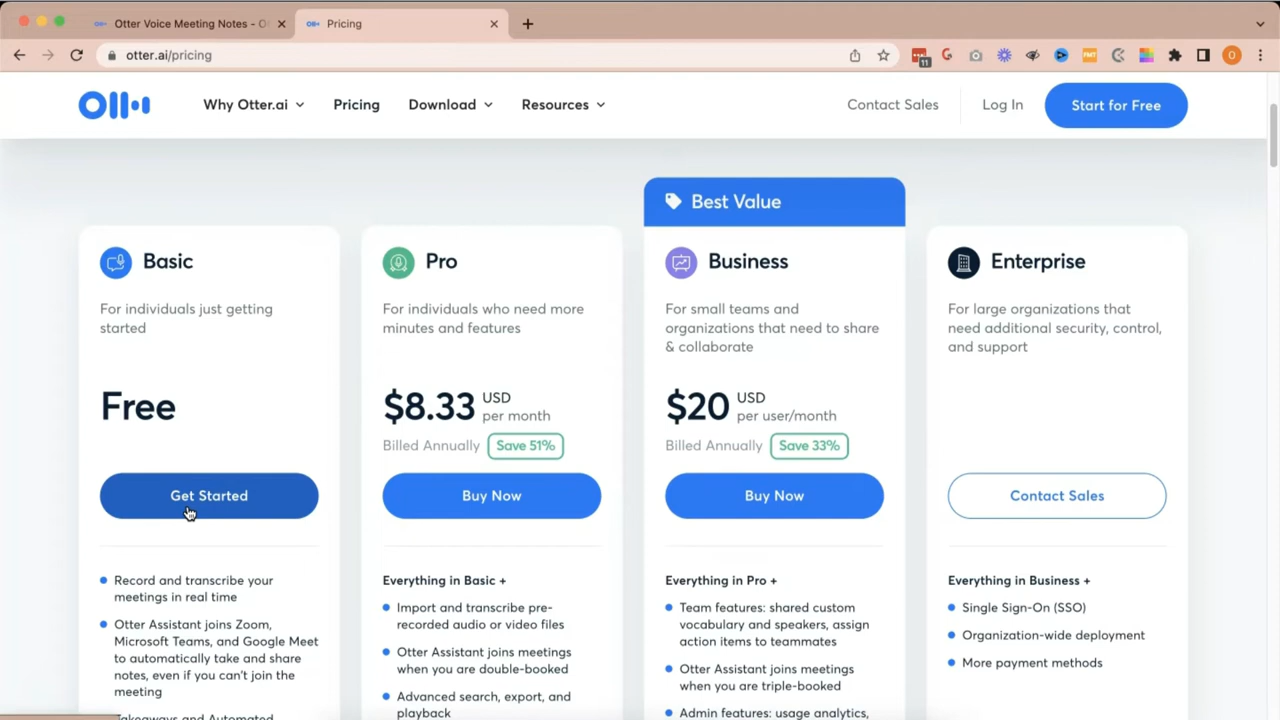 Otter Voice Meeting Notes - O
Pricing
otter.ai/pricing
11
Why Otter.ai
Pricing
Download
Resources
Contact Sales
Log In
Start for Free
Best Value
Basic
For individuals just getting
started
Free
Get Started
Record and transcribe your
meetings in real time
Otter Assistant joins Zoom,
Microsoft Teams, and Google Meet
to automatically take and share
notes, even if you can't join the
meeting
Takeaways and Automated
Pro
For individuals who need more
minutes and features
$8.33 USD
per month
Billed Annually Save 51%
Buy Now
Everything in Basic +
Import and transcribe pre-
recorded audio or video files
Otter Assistant joins meetings
when you are double-booked
Advanced search, export, and
playback
Business
For small teams and
organizations that need to share
& collaborate
$20 USD
per user/month
Billed Annually Save 33%
Buy Now
Everything in Pro +
Team features: shared custom
vocabulary and speakers, assign
action items to teammates
Otter Assistant joins meetings
when you are triple-booked
Admin features: usage analytics,
Enterprise
For large organizations that
need additional security, control,
and support
Contact Sales
Everything in Business +
Single Sign-On (SSO)
Organization-wide deployment
More payment methods